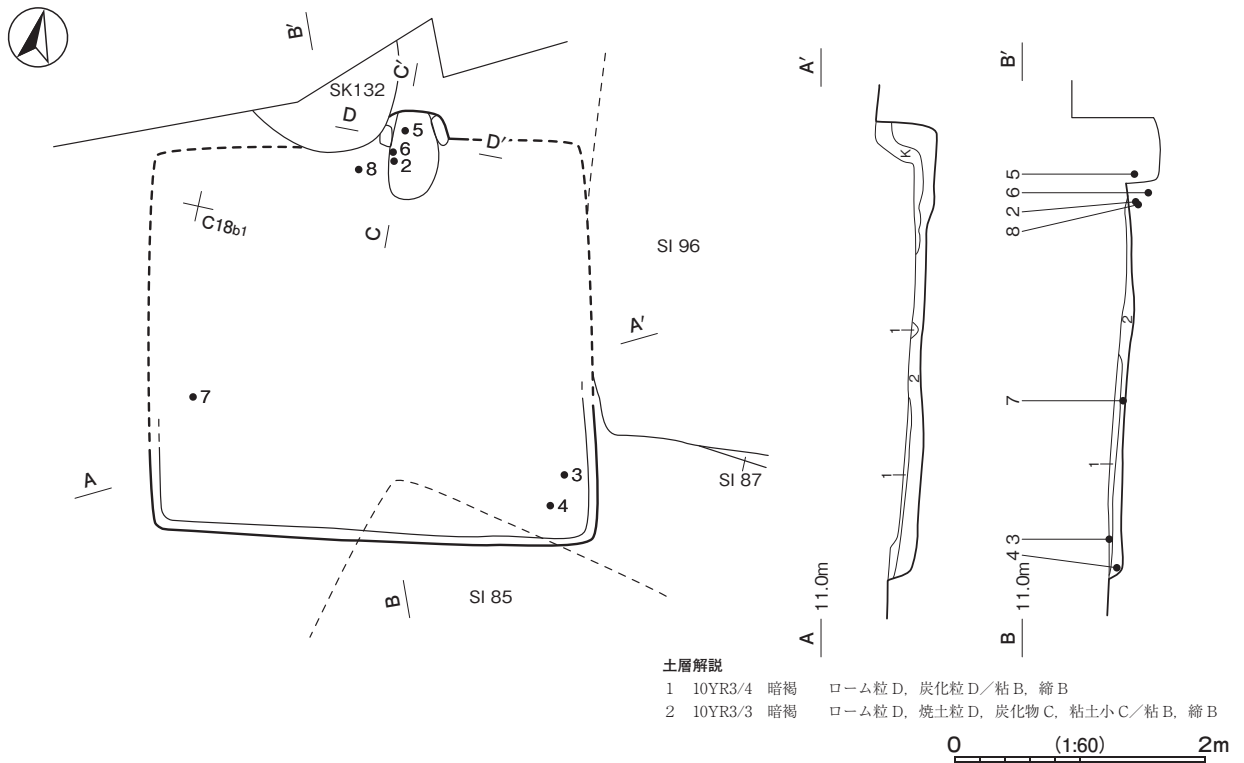 B′
C′
SK132
D
D′
5
6
2
8
C18b1
C
SI 96
A′
7
3
4
SI 87
A
B
SI 85
A′
K
1
2
1
A 11.0m
B′
5
6
2
8
2
7
1
3
4
B 11.0m
土層解説
1 10YR3/4 暗褐 ローム粒 D，炭化粒 D／粘 B，締 B
2 10YR3/3 暗褐 ローム粒 D，焼土粒 D，炭化物 C，粘土小 C／粘 B，締 B
0 (1:60) 2m